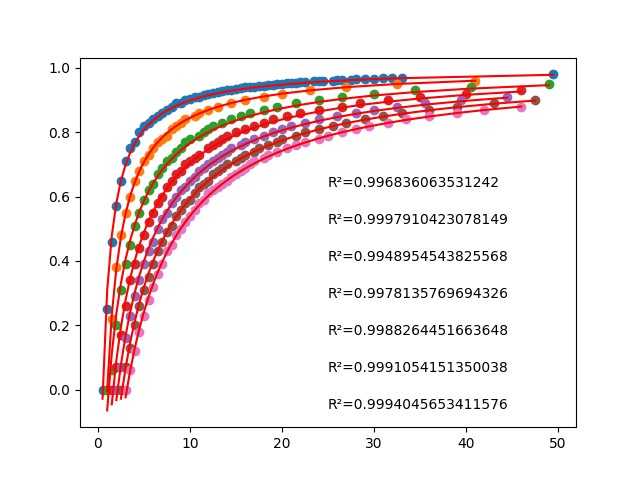 1.0
0.8
R²=0.996836063531242
0.6
R²=0.9997910423078149
R²=0.9948954543825568
0.4
R²=0.9978135769694326
0.2
R²=0.9988264451663648
R²=0.9991054151350038
0.0
R²=0.9994045653411576
0 10 20 30 40 50